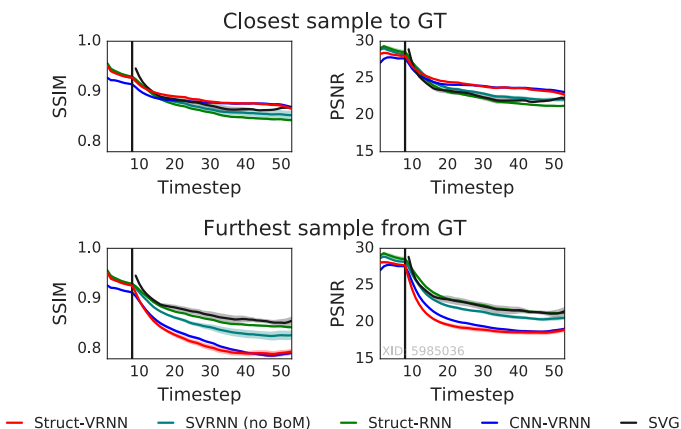 Closest sample to GT
1.0
0.9
0.8
SSIM
10 20 30 40 50
Timestep
30
25
20
15
PSNR
10 20 30 40 50
Timestep
Furthest sample from GT
1.0
0.9
0.8
SSIM
10 20 30 40 50
Timestep
30
25
20
15
PSNR
XID: 5985036
10 20 30 40 50
Timestep
Struct-VRNN SVRNN (no BoM) Struct-RNN CNN-VRNN SVG